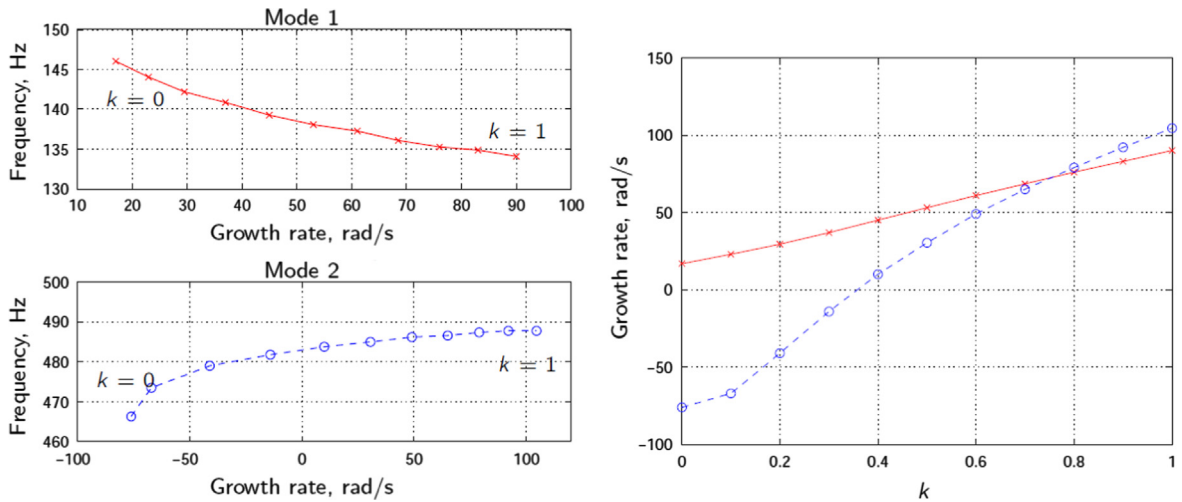 Mode 1
Frequency, Hz
150
145
140
135
130
k = 0
k = 1
10 20 30 40 50 60 70 80 90 100
Growth rate, rad/s
Mode 2
Frequency, Hz
500
490
480
470
460
k = 0
k = 1
−100 −50 0 50 100
Growth rate, rad/s
Growth rate, rad/s
150
100
50
0
−50
−100
0 0.2 0.4 0.6 0.8 1
k